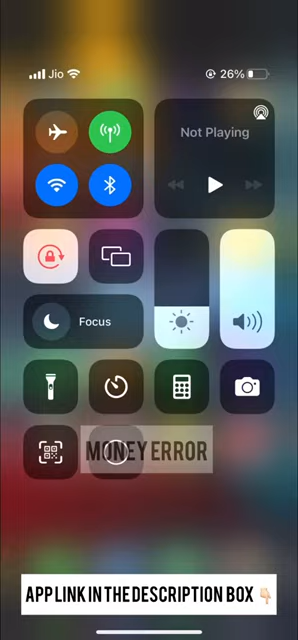 Jio
26%
Not Playing
Focus
MONEY ERROR
APP LINK IN THE DESCRIPTION BOX 👇🏻